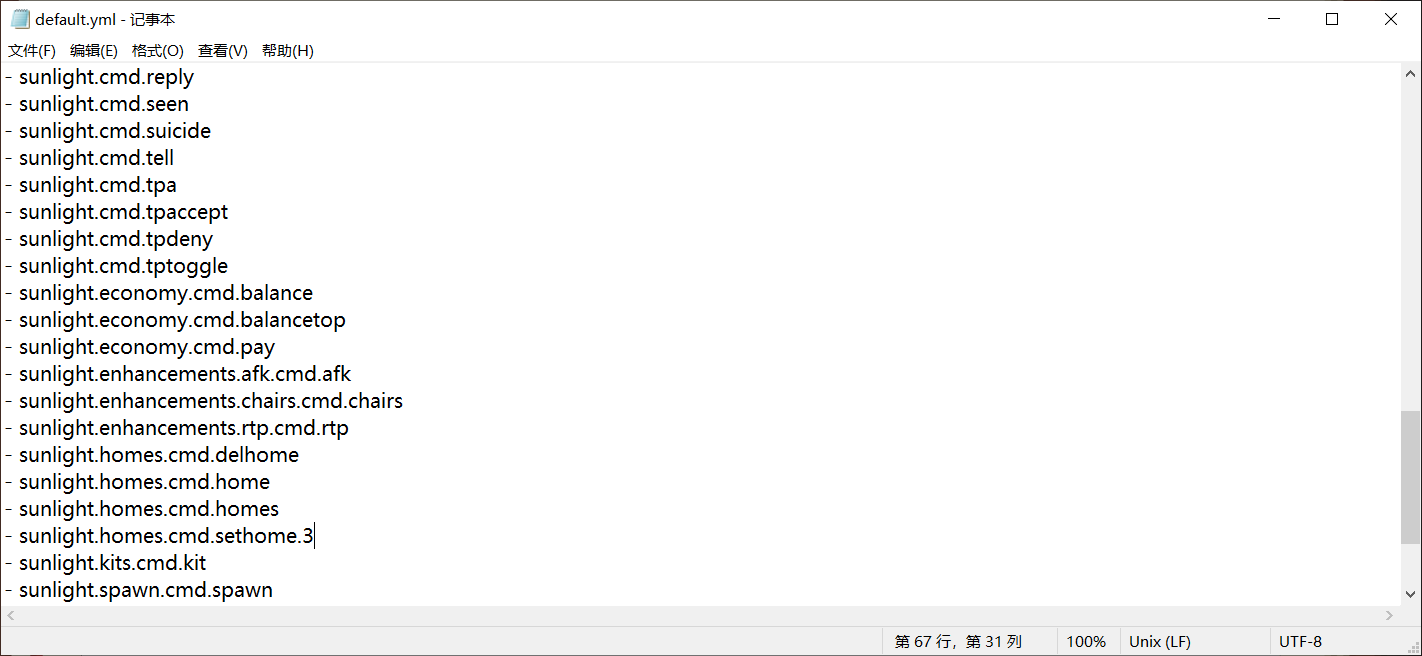 default.yml - 记事本
文件(F) 编辑(E) 格式(O) 查看(V) 帮助(H)
- sunlight.cmd.reply
- sunlight.cmd.seen
- sunlight.cmd.suicide
- sunlight.cmd.tell
- sunlight.cmd.tpa
- sunlight.cmd.tpaccept
- sunlight.cmd.tpdeny
- sunlight.cmd.tptoggle
- sunlight.economy.cmd.balance
- sunlight.economy.cmd.balancetop
- sunlight.economy.cmd.pay
- sunlight.enhancements.afk.cmd.afk
- sunlight.enhancements.chairs.cmd.chairs
- sunlight.enhancements.rtp.cmd.rtp
- sunlight.homes.cmd.delhome
- sunlight.homes.cmd.home
- sunlight.homes.cmd.homes
- sunlight.homes.cmd.sethome.3
- sunlight.kits.cmd.kit
- sunlight.spawn.cmd.spawn
第 67 行，第 31 列 100% Unix (LF) UTF-8